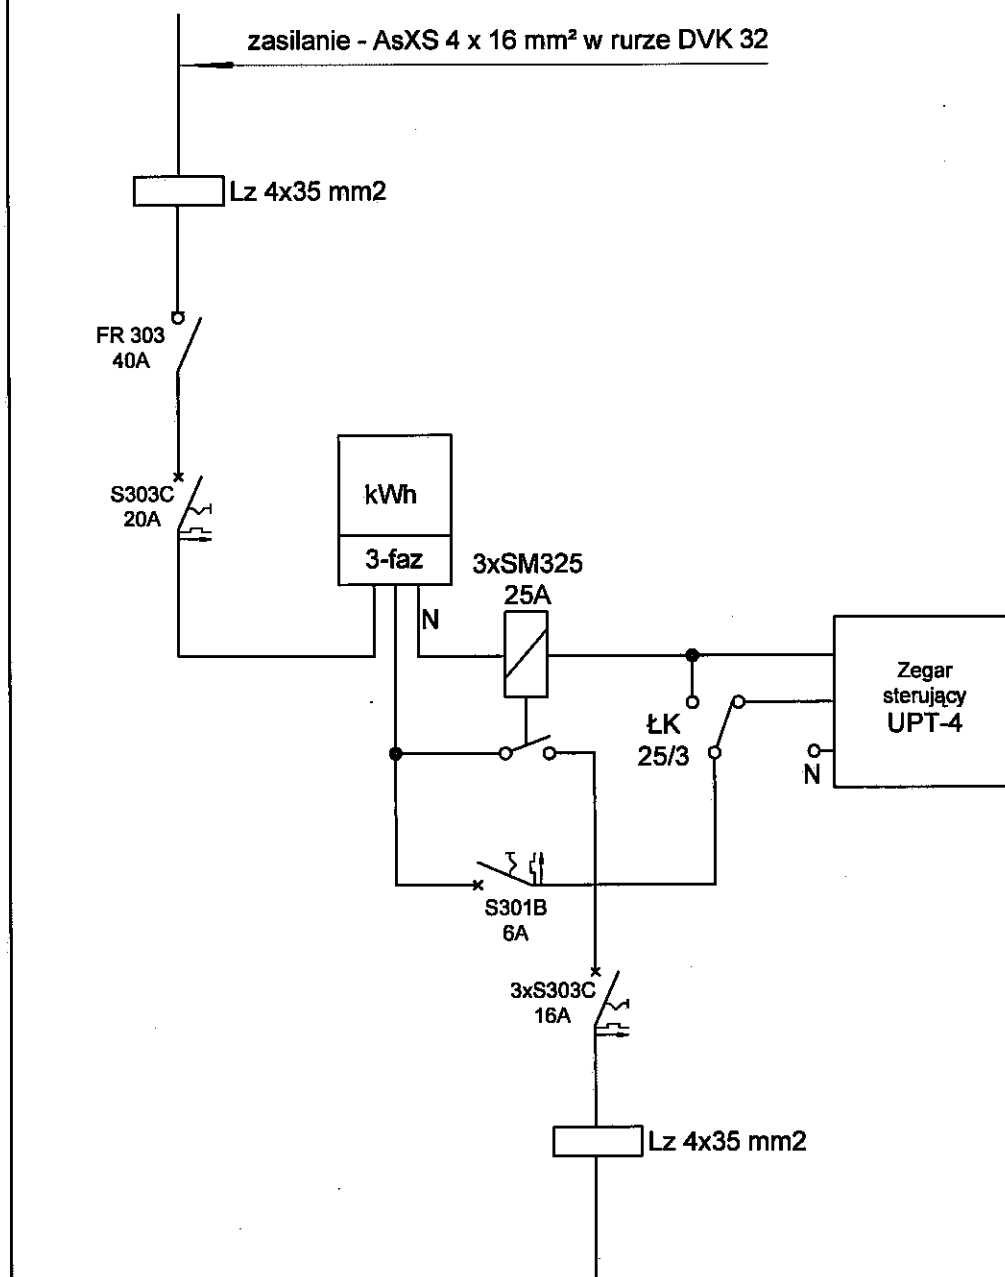 zasilanie - AsXS 4 x 16 mm² w rurze DVK 32
Lz 4x35 mm2
FR 303
40A
S303C
20A
kWh
3-faz
N
3xSM325
25A
ŁK
25/3
Zegar
sterujący
UPT-4
N
S301B
6A
3xS303C
16A
Lz 4x35 mm2